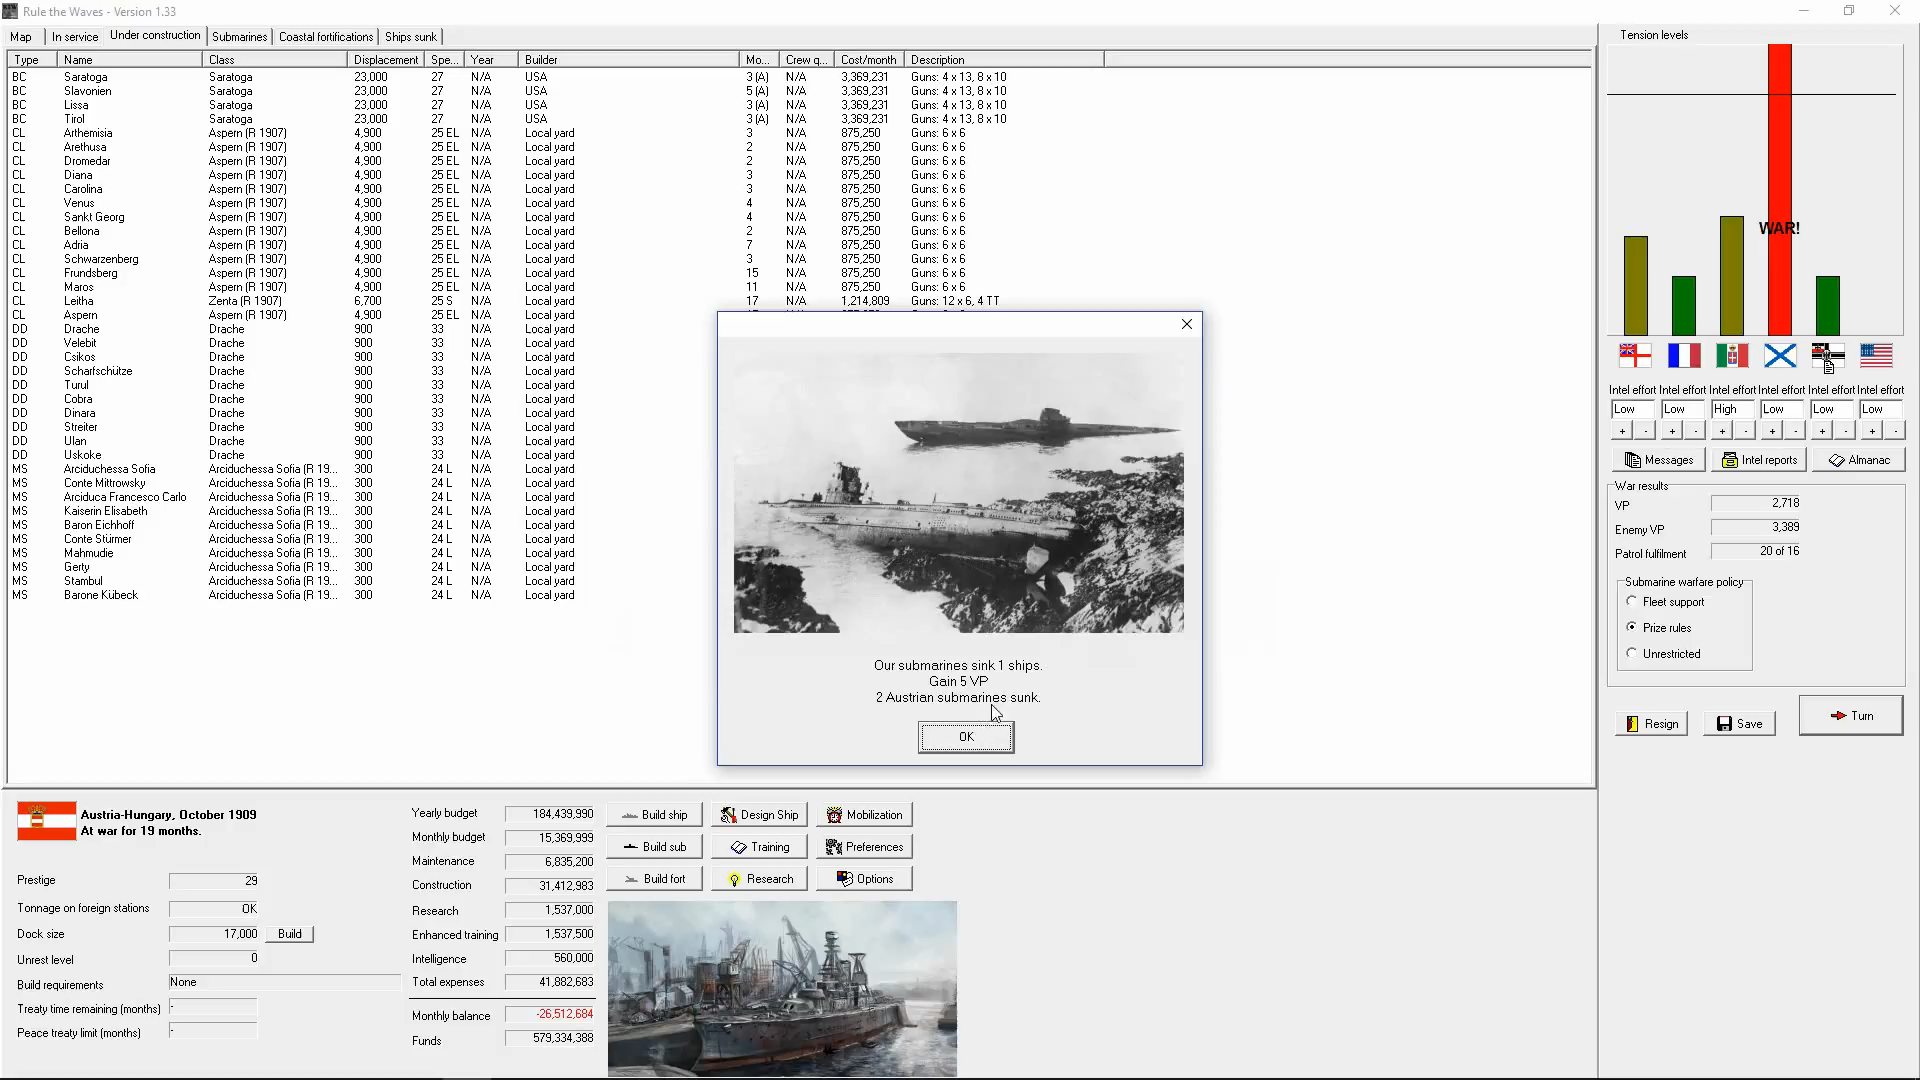 Rule the Waves - Version 1.33
Map In service Under construction Submarines Coastal fortifications Ships sunk
Type Name Class Displacement Spe... Year Builder Mo... Crew q... Cost/month Description
BC Saratoga Saratoga 23,000 27 N/A USA 3 (A) N/A 3,369,231 Guns: 4 x 13, 8 x 10
BC Slavonien Saratoga 23,000 27 N/A USA 5 (A) N/A 3,369,231 Guns: 4 x 13, 8 x 10
BC Lissa Saratoga 23,000 27 N/A USA 3 (A) N/A 3,369,231 Guns: 4 x 13, 8 x 10
BC Tirol Saratoga 23,000 27 N/A USA 3 (A) N/A 3,369,231 Guns: 4 x 13, 8 x 10
CL Arthemisia Aspern (R 1907) 4,900 25 EL N/A Local yard 3 N/A 875,250 Guns: 6 x 6
CL Arethusa Aspern (R 1907) 4,900 25 EL N/A Local yard 2 N/A 875,250 Guns: 6 x 6
CL Dromedar Aspern (R 1907) 4,900 25 EL N/A Local yard 2 N/A 875,250 Guns: 6 x 6
CL Diana Aspern (R 1907) 4,900 25 EL N/A Local yard 3 N/A 875,250 Guns: 6 x 6
CL Carolina Aspern (R 1907) 4,900 25 EL N/A Local yard 3 N/A 875,250 Guns: 6 x 6
CL Venus Aspern (R 1907) 4,900 25 EL N/A Local yard 4 N/A 875,250 Guns: 6 x 6
CL Sankt Georg Aspern (R 1907) 4,900 25 EL N/A Local yard 4 N/A 875,250 Guns: 6 x 6
CL Bellona Aspern (R 1907) 4,900 25 EL N/A Local yard 2 N/A 875,250 Guns: 6 x 6
CL Adria Aspern (R 1907) 4,900 25 EL N/A Local yard 7 N/A 875,250 Guns: 6 x 6
CL Schwarzenberg Aspern (R 1907) 4,900 25 EL N/A Local yard 3 N/A 875,250 Guns: 6 x 6
CL Frundsberg Aspern (R 1907) 4,900 25 EL N/A Local yard 15 N/A 875,250 Guns: 6 x 6
CL Maros Aspern (R 1907) 4,900 25 EL N/A Local yard 11 N/A 875,250 Guns: 6 x 6
CL Leitha Zenta (R 1907) 6,700 25 S N/A Local yard 17 N/A 1,214,809 Guns: 12 x 6, 4 TT
CL Aspern Aspern (R 1907) 4,900 25 EL N/A Local yard
DD Drache Drache 900 33 N/A Local yard
DD Velebit Drache 900 33 N/A Local yard
DD Csikos Drache 900 33 N/A Local yard
DD Scharfschütze Drache 900 33 N/A Local yard
DD Turul Drache 900 33 N/A Local yard
DD Cobra Drache 900 33 N/A Local yard
DD Dinara Drache 900 33 N/A Local yard
DD Streiter Drache 900 33 N/A Local yard
DD Ulan Drache 900 33 N/A Local yard
DD Uskoke Drache 900 33 N/A Local yard
MS Arciduchessa Sofia Arciduchessa Sofia (R 19... 300 24 L N/A Local yard
MS Conte Mittrowsky Arciduchessa Sofia (R 19... 300 24 L N/A Local yard
MS Arciduca Francesco Carlo Arciduchessa Sofia (R 19... 300 24 L N/A Local yard
MS Kaiserin Elisabeth Arciduchessa Sofia (R 19... 300 24 L N/A Local yard
MS Baron Eichhoff Arciduchessa Sofia (R 19... 300 24 L N/A Local yard
MS Conte Stürmer Arciduchessa Sofia (R 19... 300 24 L N/A Local yard
MS Mahmudie Arciduchessa Sofia (R 19... 300 24 L N/A Local yard
MS Gerty Arciduchessa Sofia (R 19... 300 24 L N/A Local yard
MS Stambul Arciduchessa Sofia (R 19... 300 24 L N/A Local yard
MS Barone Kübeck Arciduchessa Sofia (R 19... 300 24 L N/A Local yard
Our submarines sink 1 ships.
Gain 5 VP
2 Austrian submarines sunk.
OK
Tension levels
WAR!
Intel effort Intel effort Intel effort Intel effort Intel effort Intel effort
Low Low High Low Low Low
+ - + - + - + - + - + -
Messages Intel reports Almanac
War results
VP 2,718
Enemy VP 3,389
Patrol fulfilment 20 of 16
Submarine warfare policy
Fleet support
Prize rules
Unrestricted
Resign Save Turn
Austria-Hungary, October 1909
At war for 19 months.
Prestige 29
Tonnage on foreign stations OK
Dock size 17,000 Build
Unrest level 0
Build requirements None
Treaty time remaining (months) -
Peace treaty limit (months) -
Yearly budget 184,439,990
Monthly budget 15,369,999
Maintenance 6,835,200
Construction 31,412,983
Research 1,537,000
Enhanced training 1,537,500
Intelligence 560,000
Total expenses 41,882,683
Monthly balance -26,512,684
Funds 579,334,388
Build ship Design Ship Mobilization
Build sub Training Preferences
Build fort Research Options